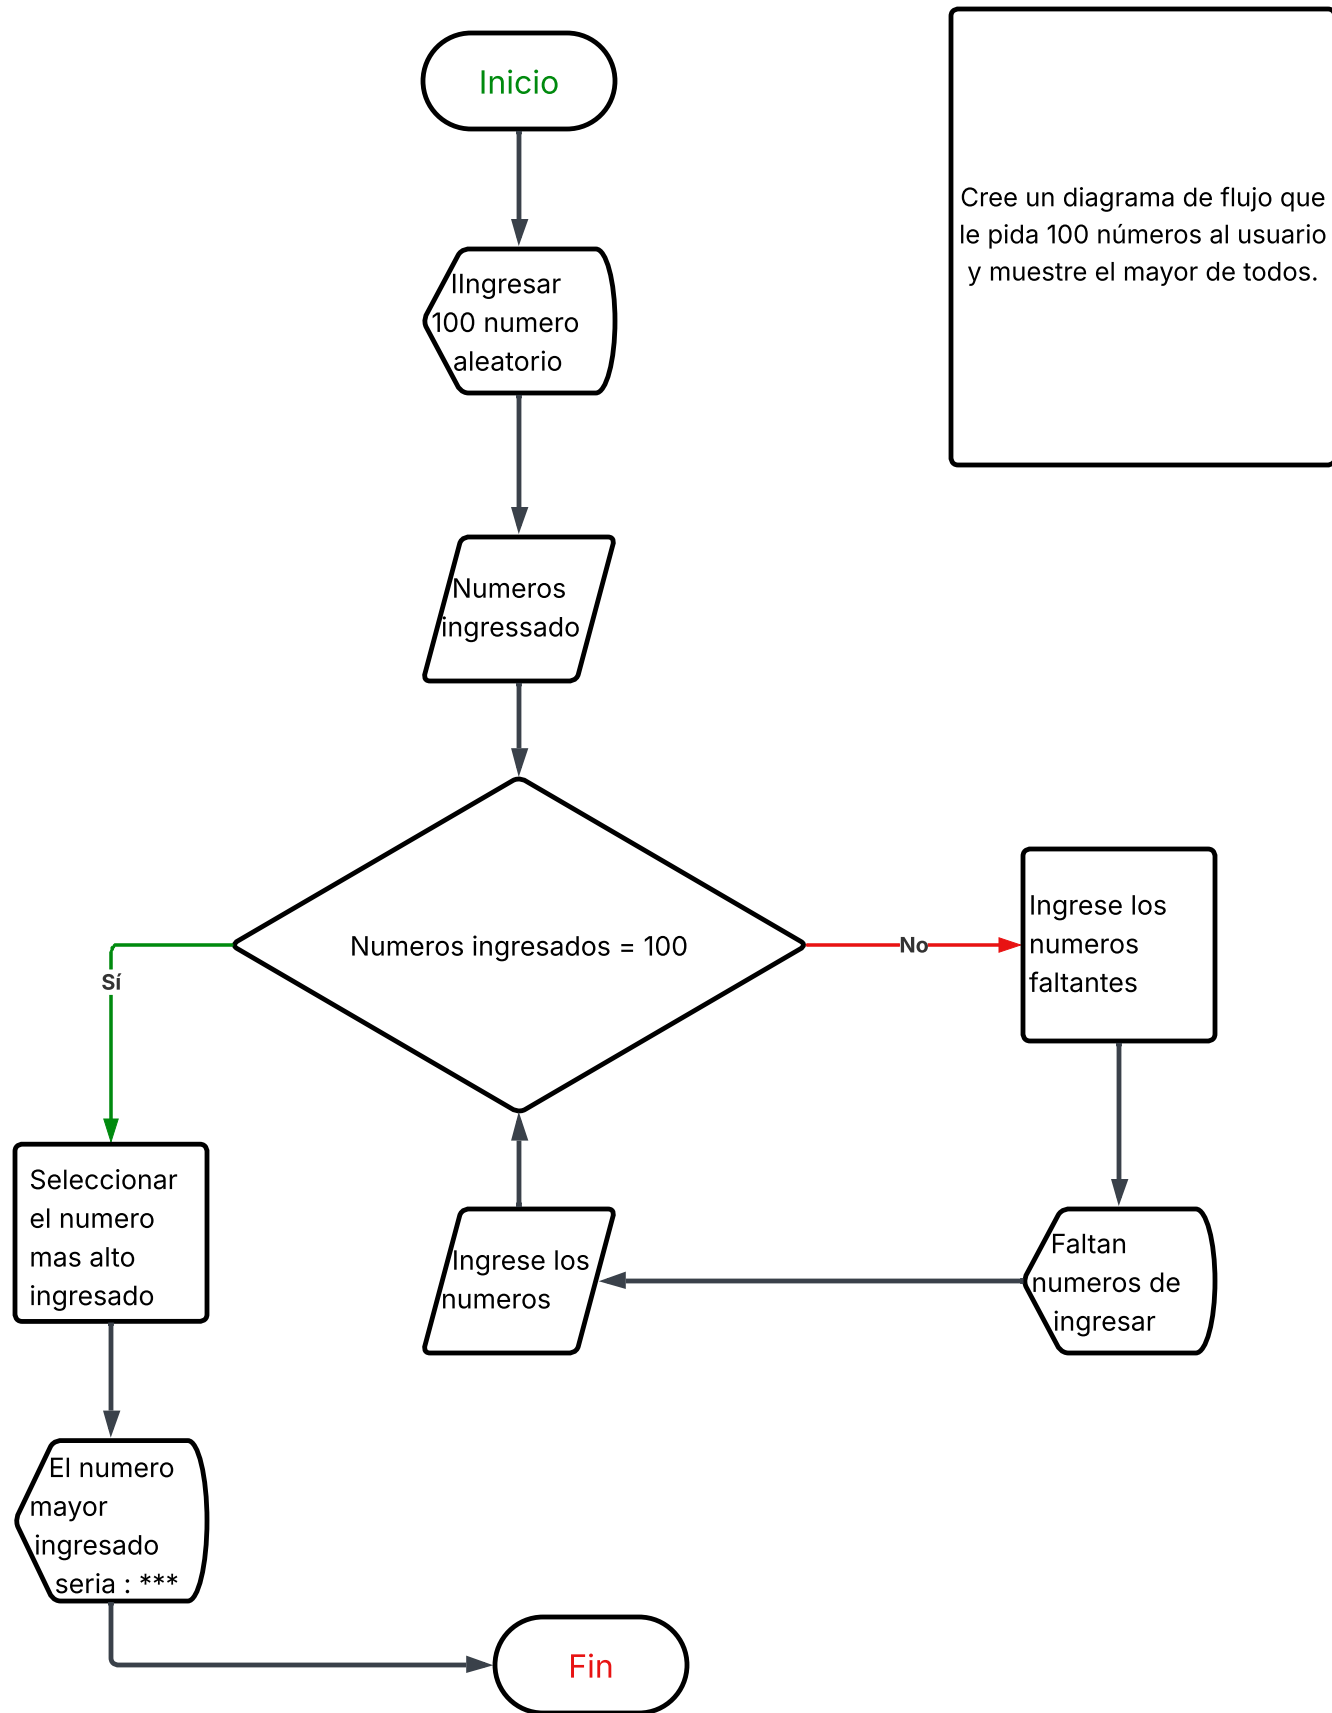 Inicio
Cree un diagrama de flujo que
le pida 100 números al usuario
y muestre el mayor de todos.
IIngresar
100 numero
aleatorio
Numeros
ingressado
Numeros ingresados = 100
No
Sí
Ingrese los
numeros
faltantes
Seleccionar
el numero
mas alto
ingresado
Ingrese los
numeros
Faltan
numeros de
ingresar
El numero
mayor
ingresado
seria : ***
Fin